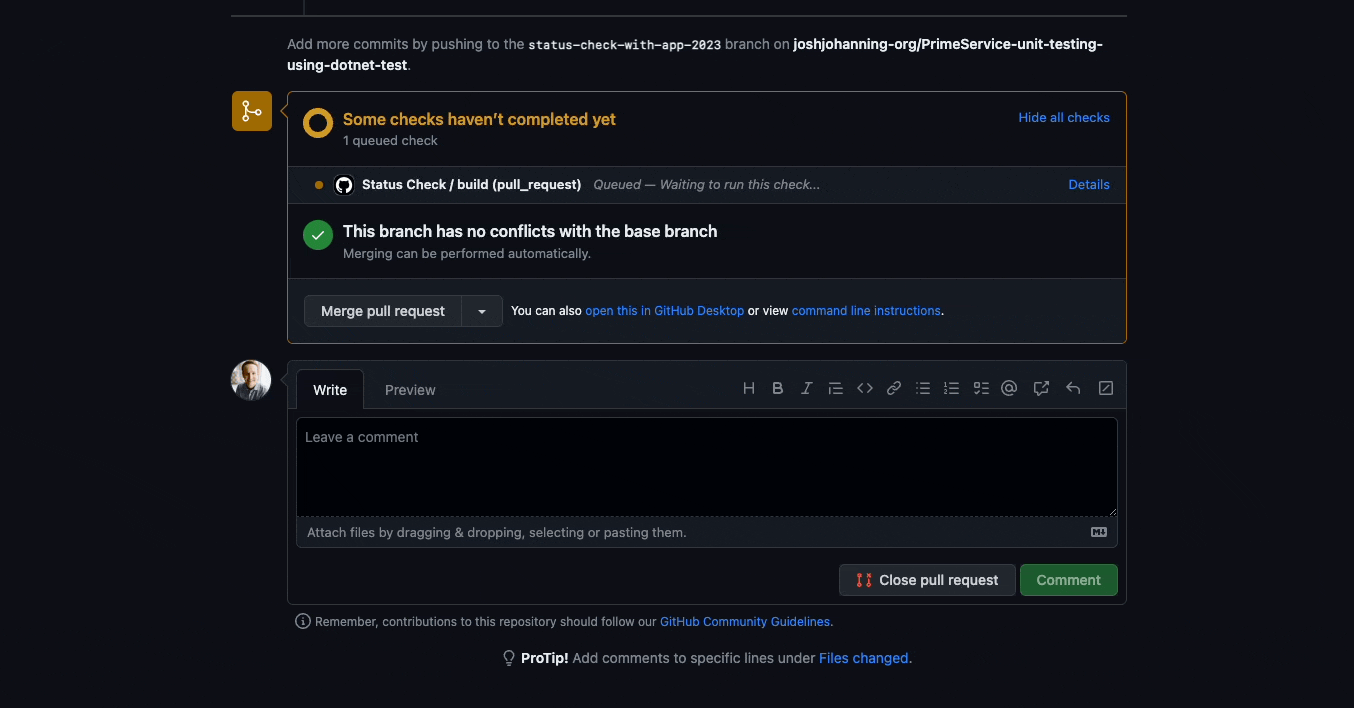 Add more commits by pushing to the status-check-with-app-2023 branch on joshjohanning-org/PrimeService-unit-testing-
using-dotnet-test.
Some checks haven’t completed yet
Hide all checks
1 queued check
Status Check / build (pull_request) Queued — Waiting to run this check...
Details
This branch has no conflicts with the base branch
Merging can be performed automatically.
Merge pull request
You can also open this in GitHub Desktop or view command line instructions.
Write
Preview
Leave a comment
Attach files by dragging & dropping, selecting or pasting them.
Close pull request
Comment
Remember, contributions to this repository should follow our GitHub Community Guidelines.
ProTip! Add comments to specific lines under Files changed.